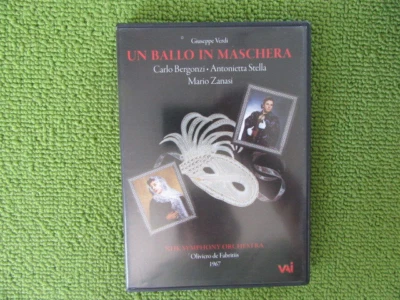 Giuseppe Verdi
UN BALLO IN MASCHERA
Carlo Bergonzi • Antonietta Stella
Mario Zanasi
SYMPHONY ORCHESTRA
Oliviero de Fabritiis
1967
VAI